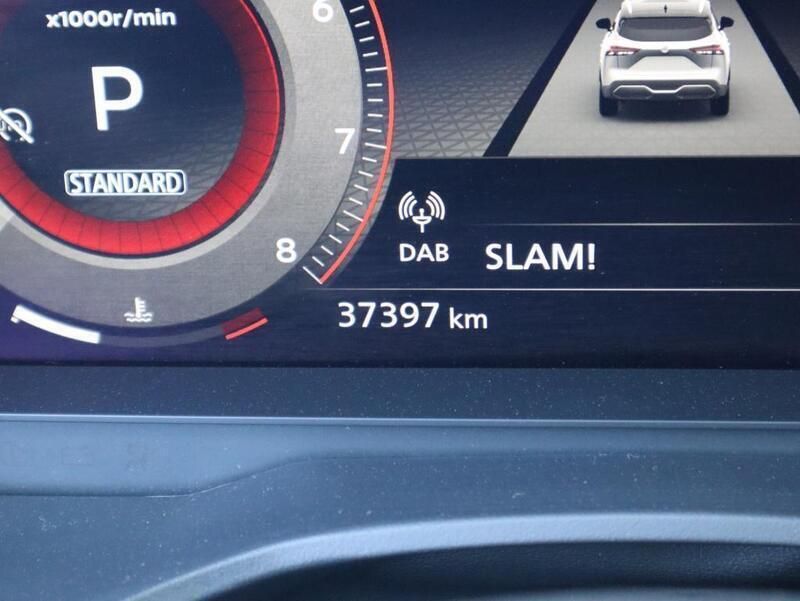 x1000r/min
6
P
7
STANDARD
8
DAB
SLAM!
37397 km